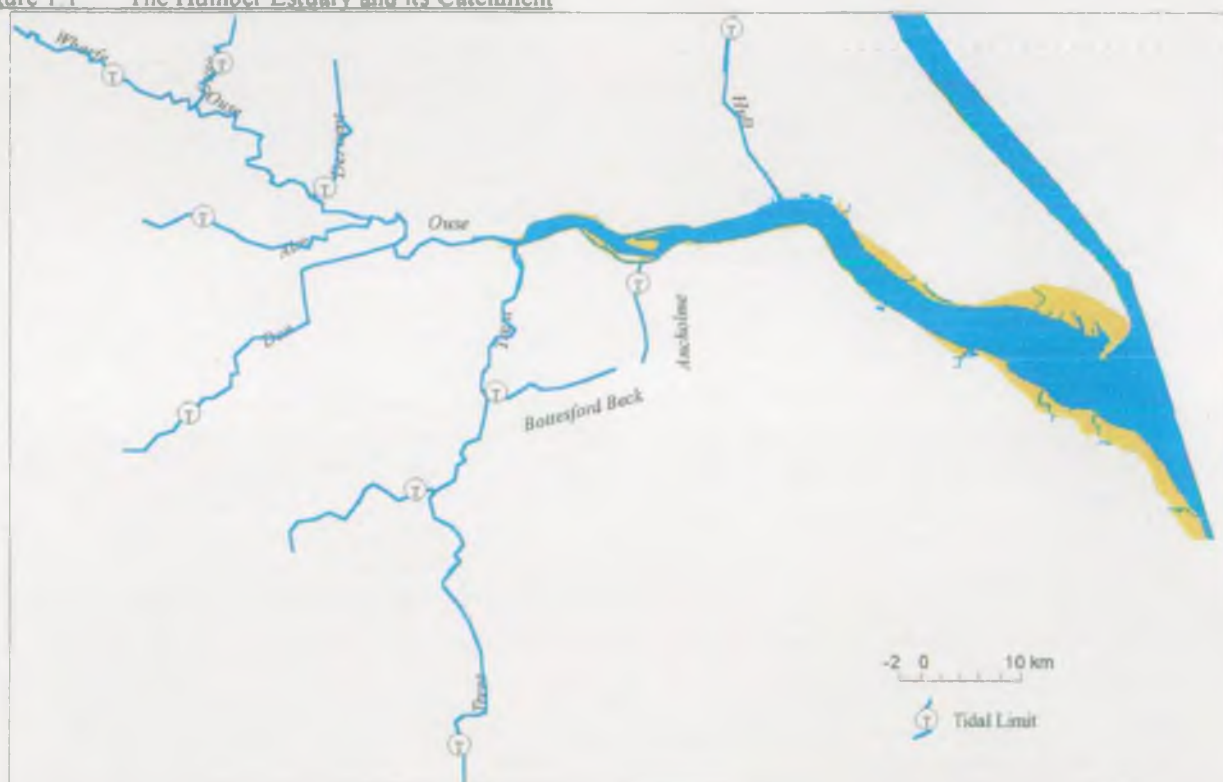 The Humber Estuary and its Catchment
Wharfe
Ouse
Derwent
Hull
Aire
Ouse
Don
Trent
Ancholme
Bottesford Beck
Trent
-2 0 10 km
T Tidal Limit
T
T
T
T
T
T
T
T
T
T